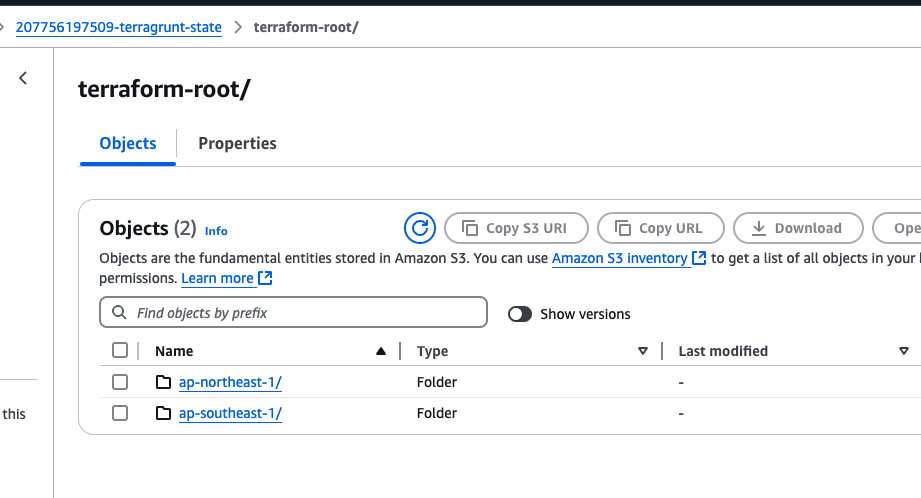 207756197509-terragrunt-state > terraform-root/
terraform-root/
Objects Properties
Objects (2) Info Copy S3 URI Copy URL Download
Objects are the fundamental entities stored in Amazon S3. You can use Amazon S3 inventory to get a list of all objects in your
permissions. Learn more
Find objects by prefix Show versions
Name Type Last modified
ap-northeast-1/ Folder -
ap-southeast-1/ Folder -
this